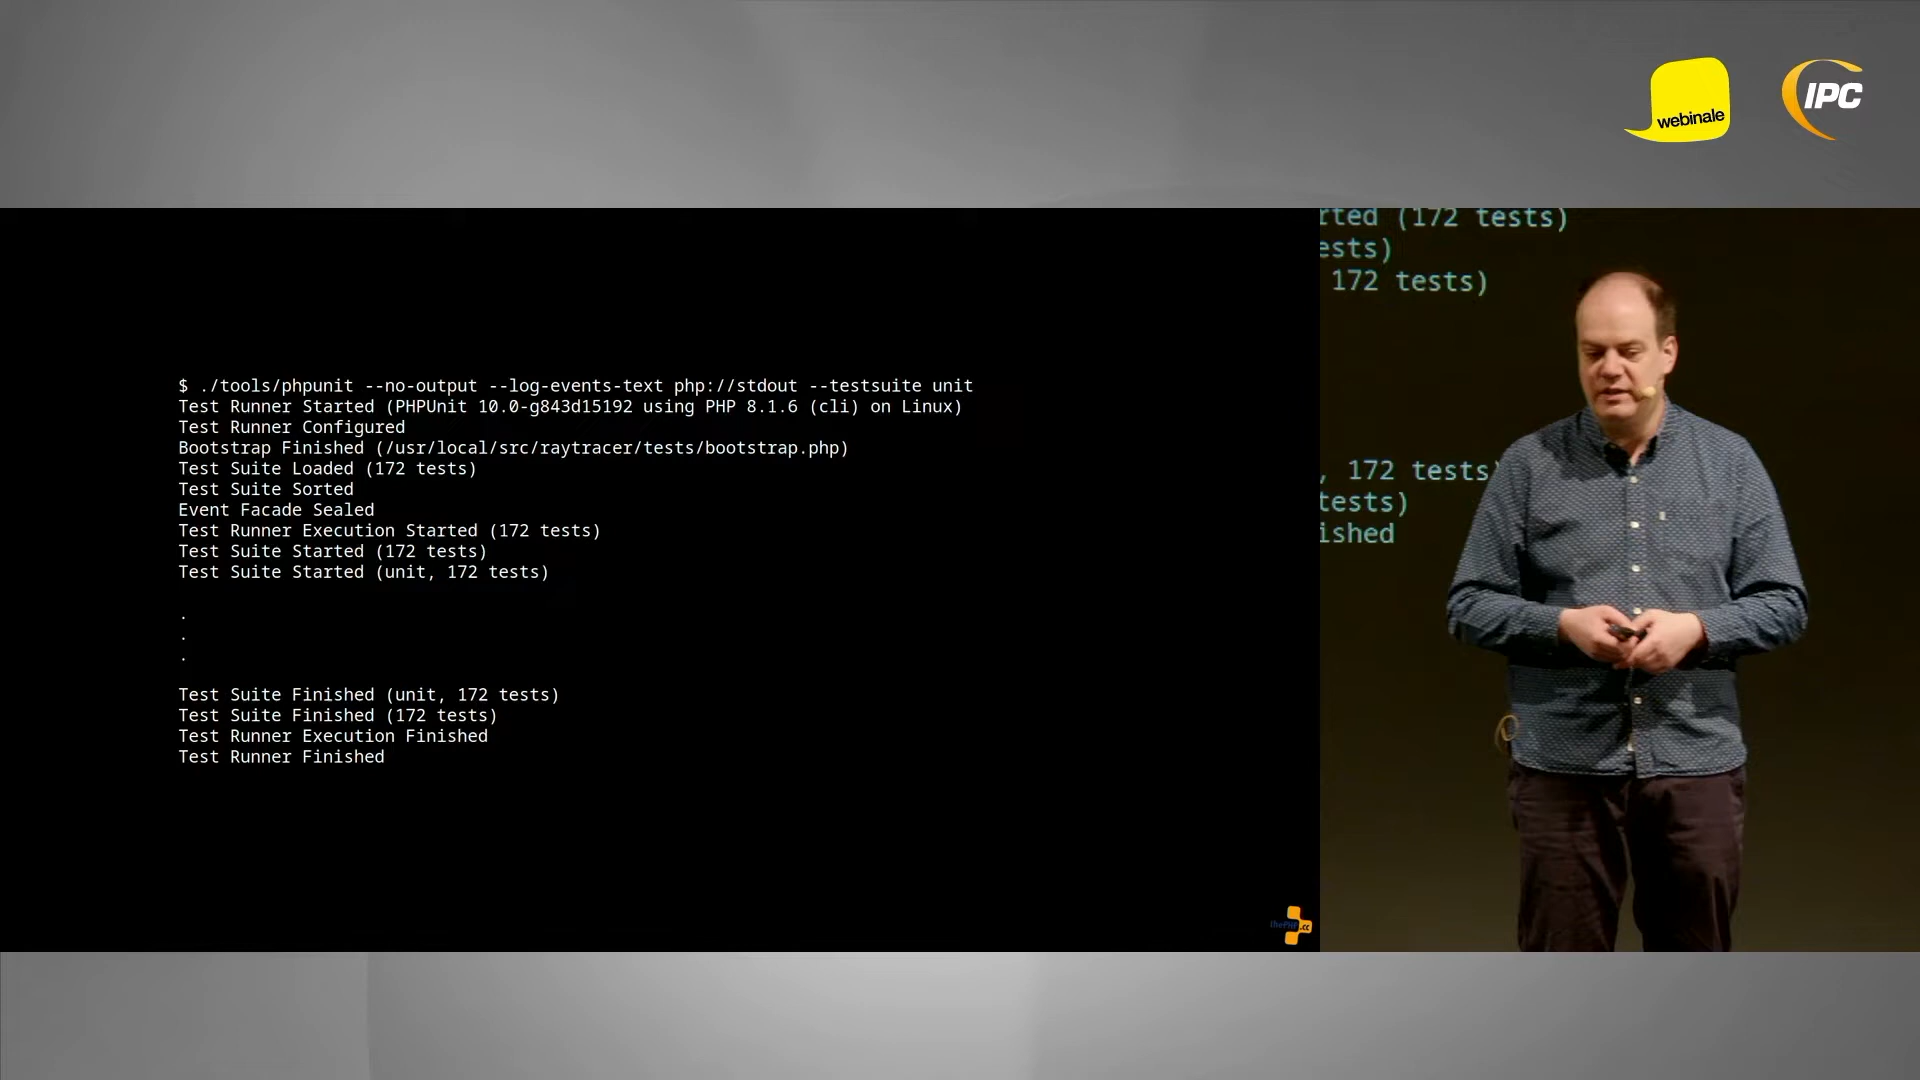 webinale
IPC
$ ./tools/phpunit --no-output --log-events-text php://stdout --testsuite unit
Test Runner Started (PHPUnit 10.0-g843d15192 using PHP 8.1.6 (cli) on Linux)
Test Runner Configured
Bootstrap Finished (/usr/local/src/raytracer/tests/bootstrap.php)
Test Suite Loaded (172 tests)
Test Suite Sorted
Event Facade Sealed
Test Runner Execution Started (172 tests)
Test Suite Started (172 tests)
Test Suite Started (unit, 172 tests)
.
.
.
Test Suite Finished (unit, 172 tests)
Test Suite Finished (172 tests)
Test Runner Execution Finished
Test Runner Finished
thePHP.cc
rted (172 tests)
ests)
172 tests)
, 172 tests
tests)
ished